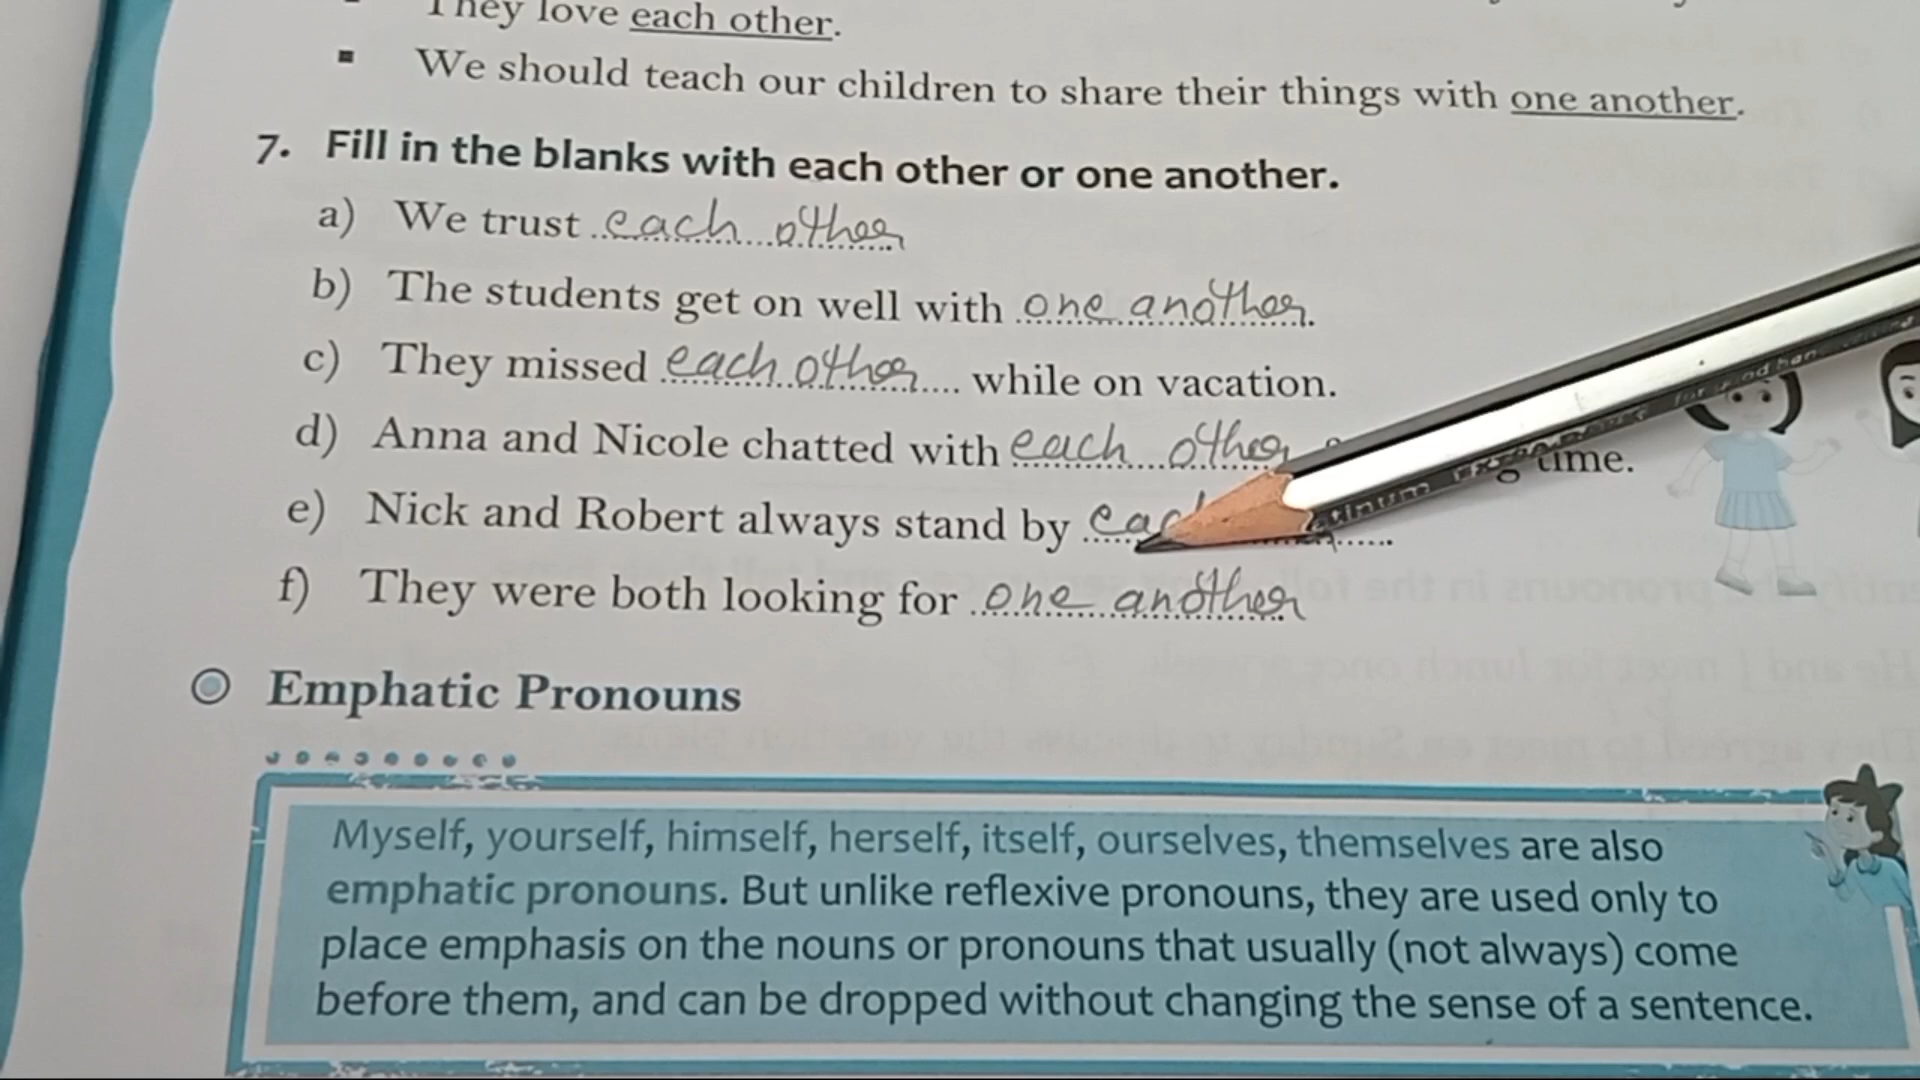 They love each other.
▪ We should teach our children to share their things with one another.
7. Fill in the blanks with each other or one another.
a) We trust each other
b) The students get on well with one another.
c) They missed each other while on vacation.
d) Anna and Nicole chatted with each other time.
e) Nick and Robert always stand by
f) They were both looking for one another
Emphatic Pronouns
Myself, yourself, himself, herself, itself, ourselves, themselves are also
emphatic pronouns. But unlike reflexive pronouns, they are used only to
place emphasis on the nouns or pronouns that usually (not always) come
before them, and can be dropped without changing the sense of a sentence.